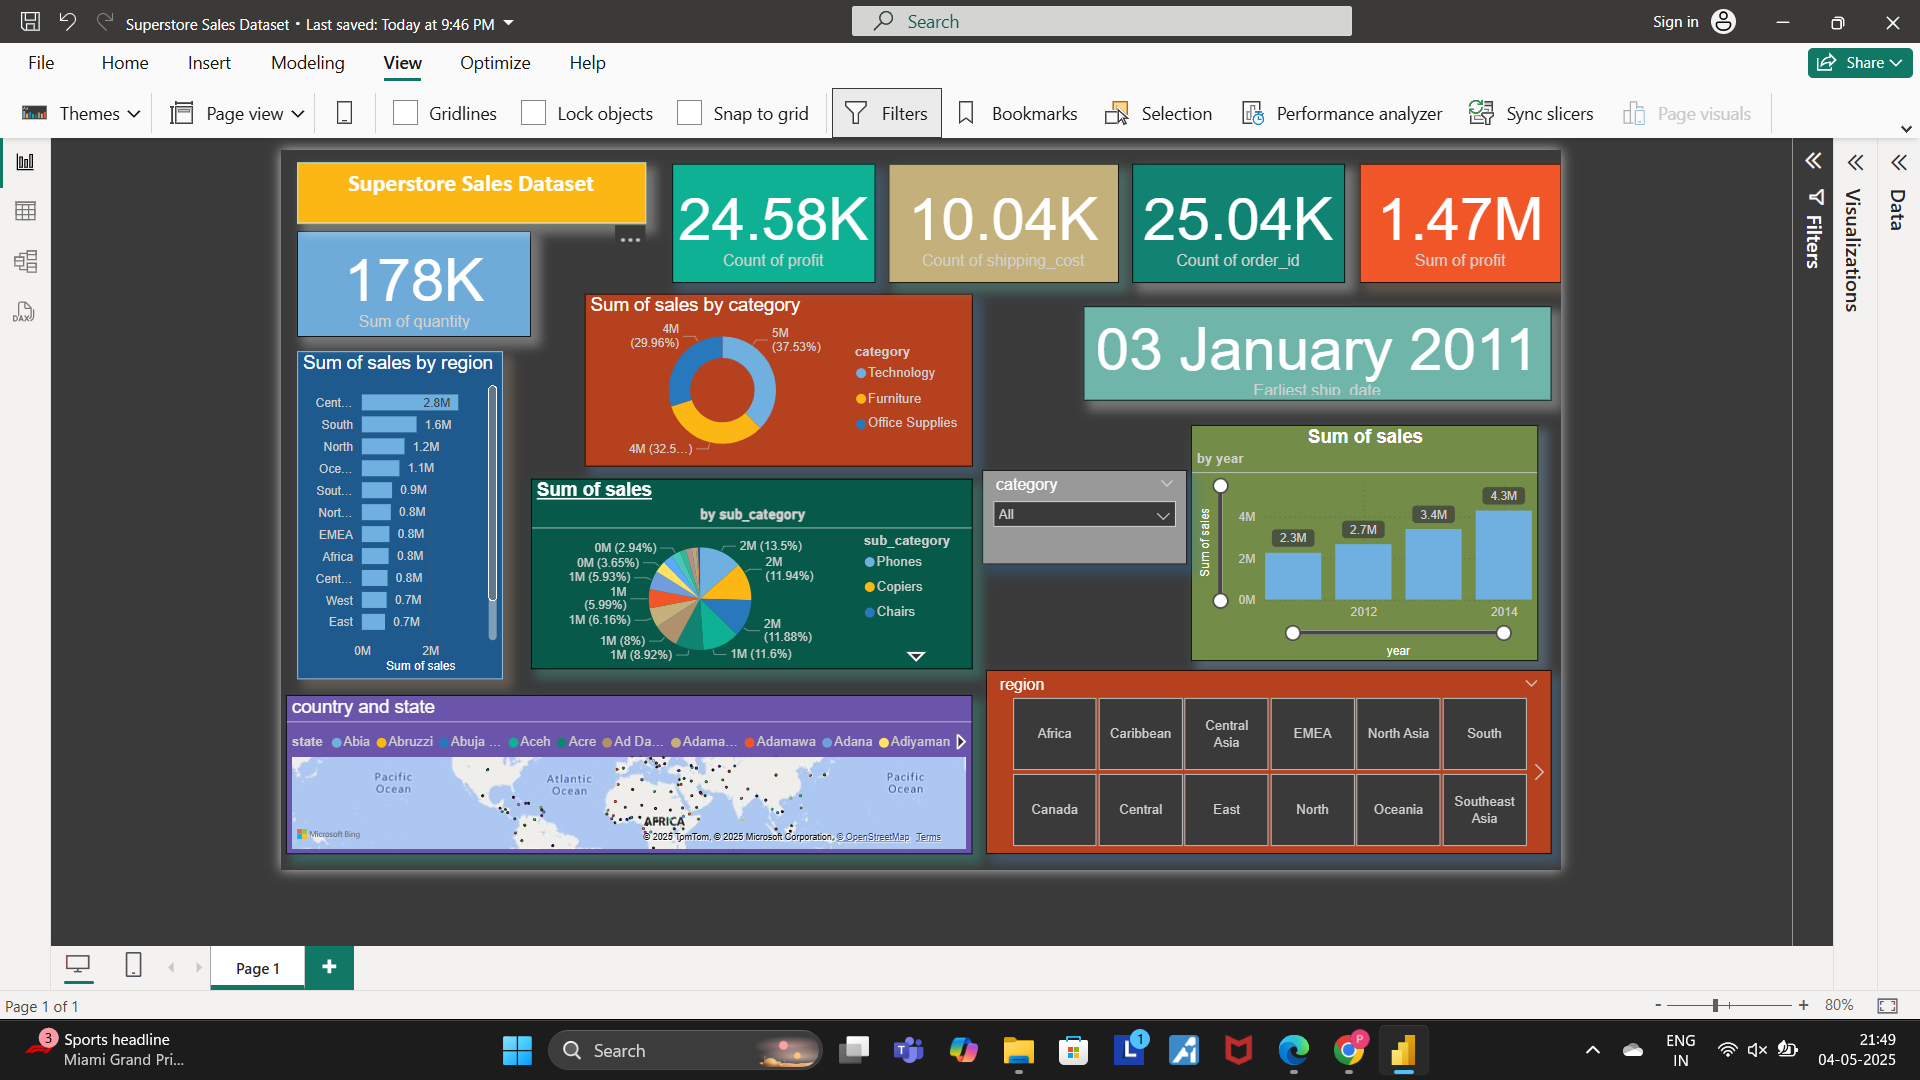 Superstore Sales Dataset • Last saved: Today at 9:46 PM
Search
Sign in
File
Home
Insert
Modeling
View
Optimize
Help
Share
Themes
Page view
Gridlines
Lock objects
Snap to grid
Filters
Bookmarks
Selection
Performance analyzer
Sync slicers
Page visuals
DAX
Superstore Sales Dataset
24.58K
Count of profit
10.04K
Count of shipping_cost
25.04K
Count of order_id
1.47M
Sum of profit
178K
Sum of quantity
Sum of sales by category
4M
(29.96%)
5M
(37.53%)
4M (32.5...)
category
Technology
Furniture
Office Supplies
03 January 2011
Earliest ship_date
Sum of sales by region
Cent... 2.8M
South 1.6M
North 1.2M
Oce... 1.1M
Sout... 0.9M
Nort... 0.8M
EMEA 0.8M
Africa 0.8M
Cent... 0.8M
West 0.7M
East 0.7M
0M 2M
Sum of sales
Sum of sales
by sub_category
0M (2.94%)
0M (3.65%)
1M (5.93%)
1M
(5.99%)
1M (6.16%)
1M (8%)
1M (8.92%)
2M (13.5%)
2M
(11.94%)
2M
(11.88%)
1M (11.6%)
sub_category
Phones
Copiers
Chairs
category
All
Sum of sales
by year
Sum of sales
4M
2M
0M
2.3M
2.7M
3.4M
4.3M
2012
2014
year
country and state
state Abia Abruzzi Abuja ... Aceh Acre Ad Da... Adama... Adamawa Adana Adiyaman
Pacific
Ocean
Atlantic
Ocean
Pacific
Ocean
AFRICA
Microsoft Bing
© 2025 TomTom, © 2025 Microsoft Corporation, © OpenStreetMap Terms
region
Africa
Caribbean
Central
Asia
EMEA
North Asia
South
Canada
Central
East
North
Oceania
Southeast
Asia
Filters
Visualizations
Data
Page 1
Page 1 of 1
- + 80%
3
Sports headline
Miami Grand Pri...
Search
T
L
1
P
ENG
IN
21:49
04-05-2025